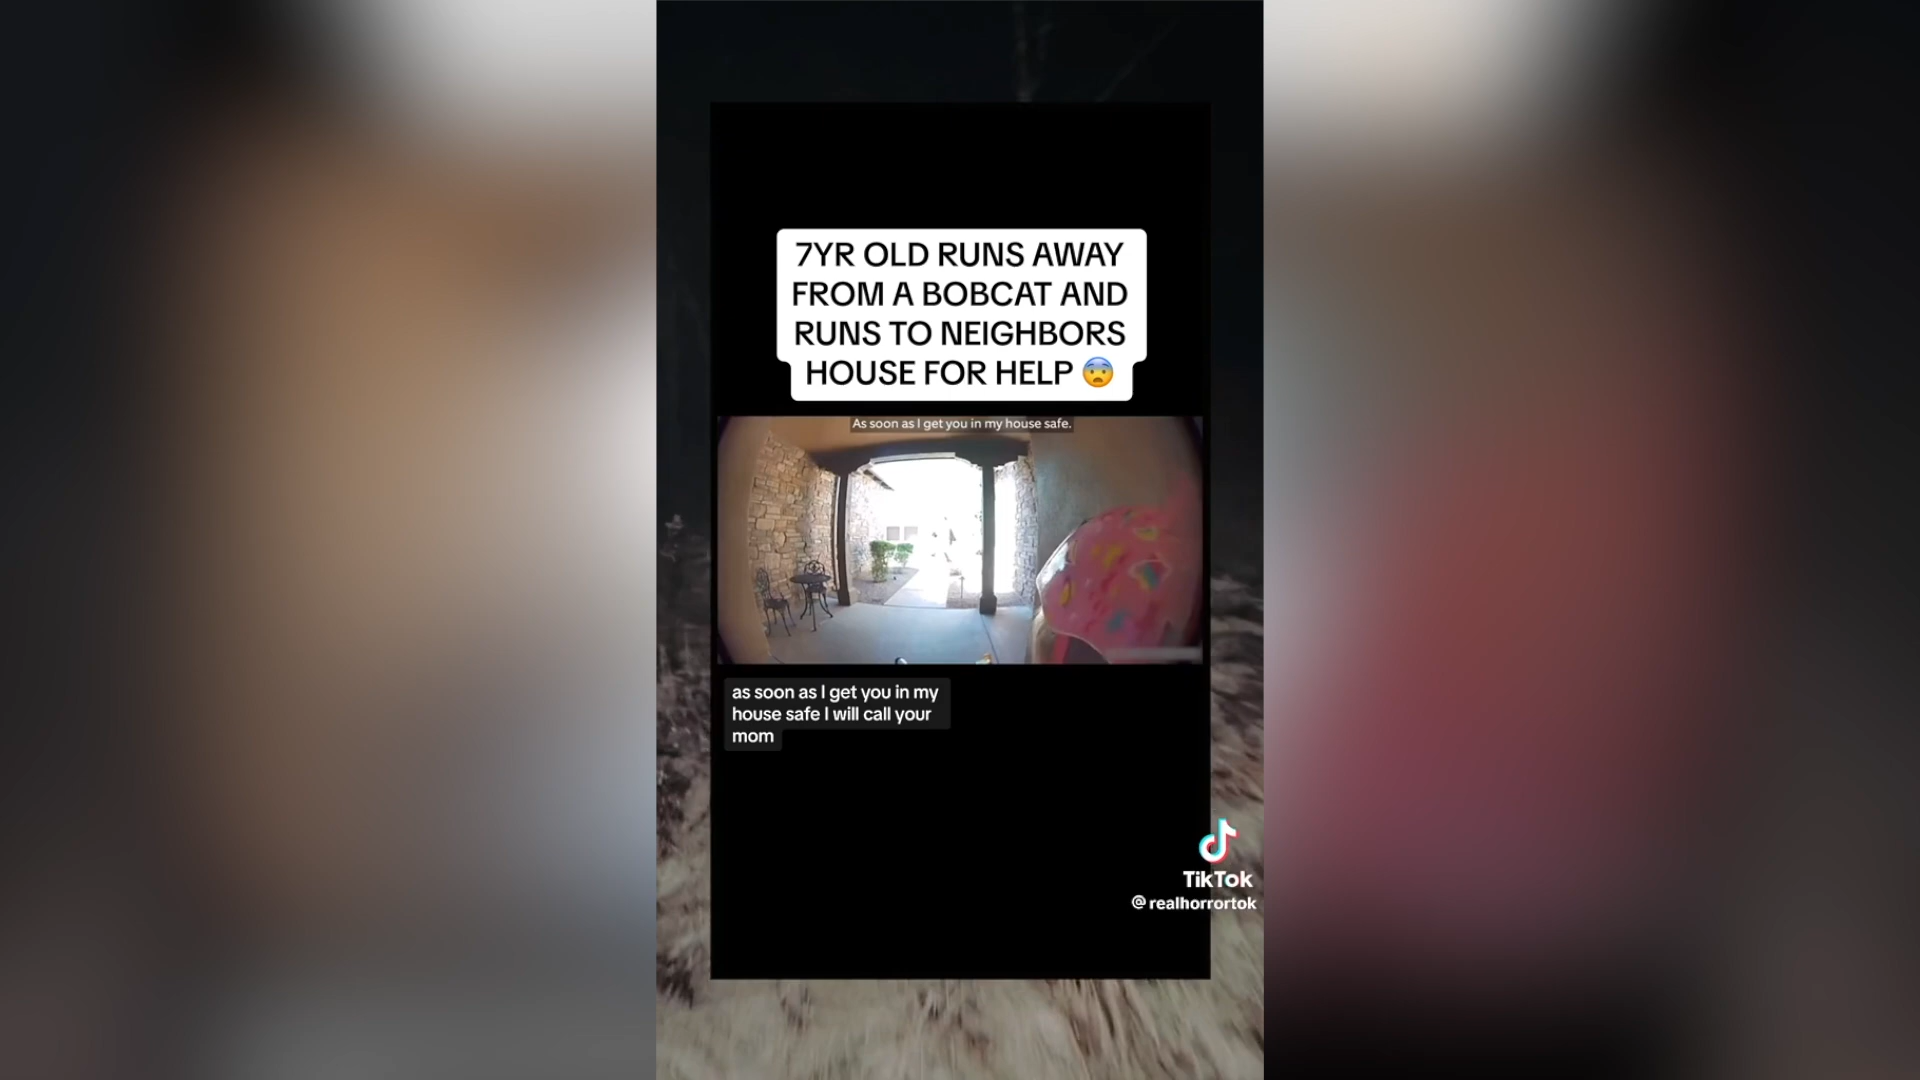 7YR OLD RUNS AWAY
FROM A BOBCAT AND
RUNS TO NEIGHBORS
HOUSE FOR HELP 😨
As soon as I get you in my house safe.
as soon as I get you in my
house safe I will call your
mom
TikTok
@realhorrortok